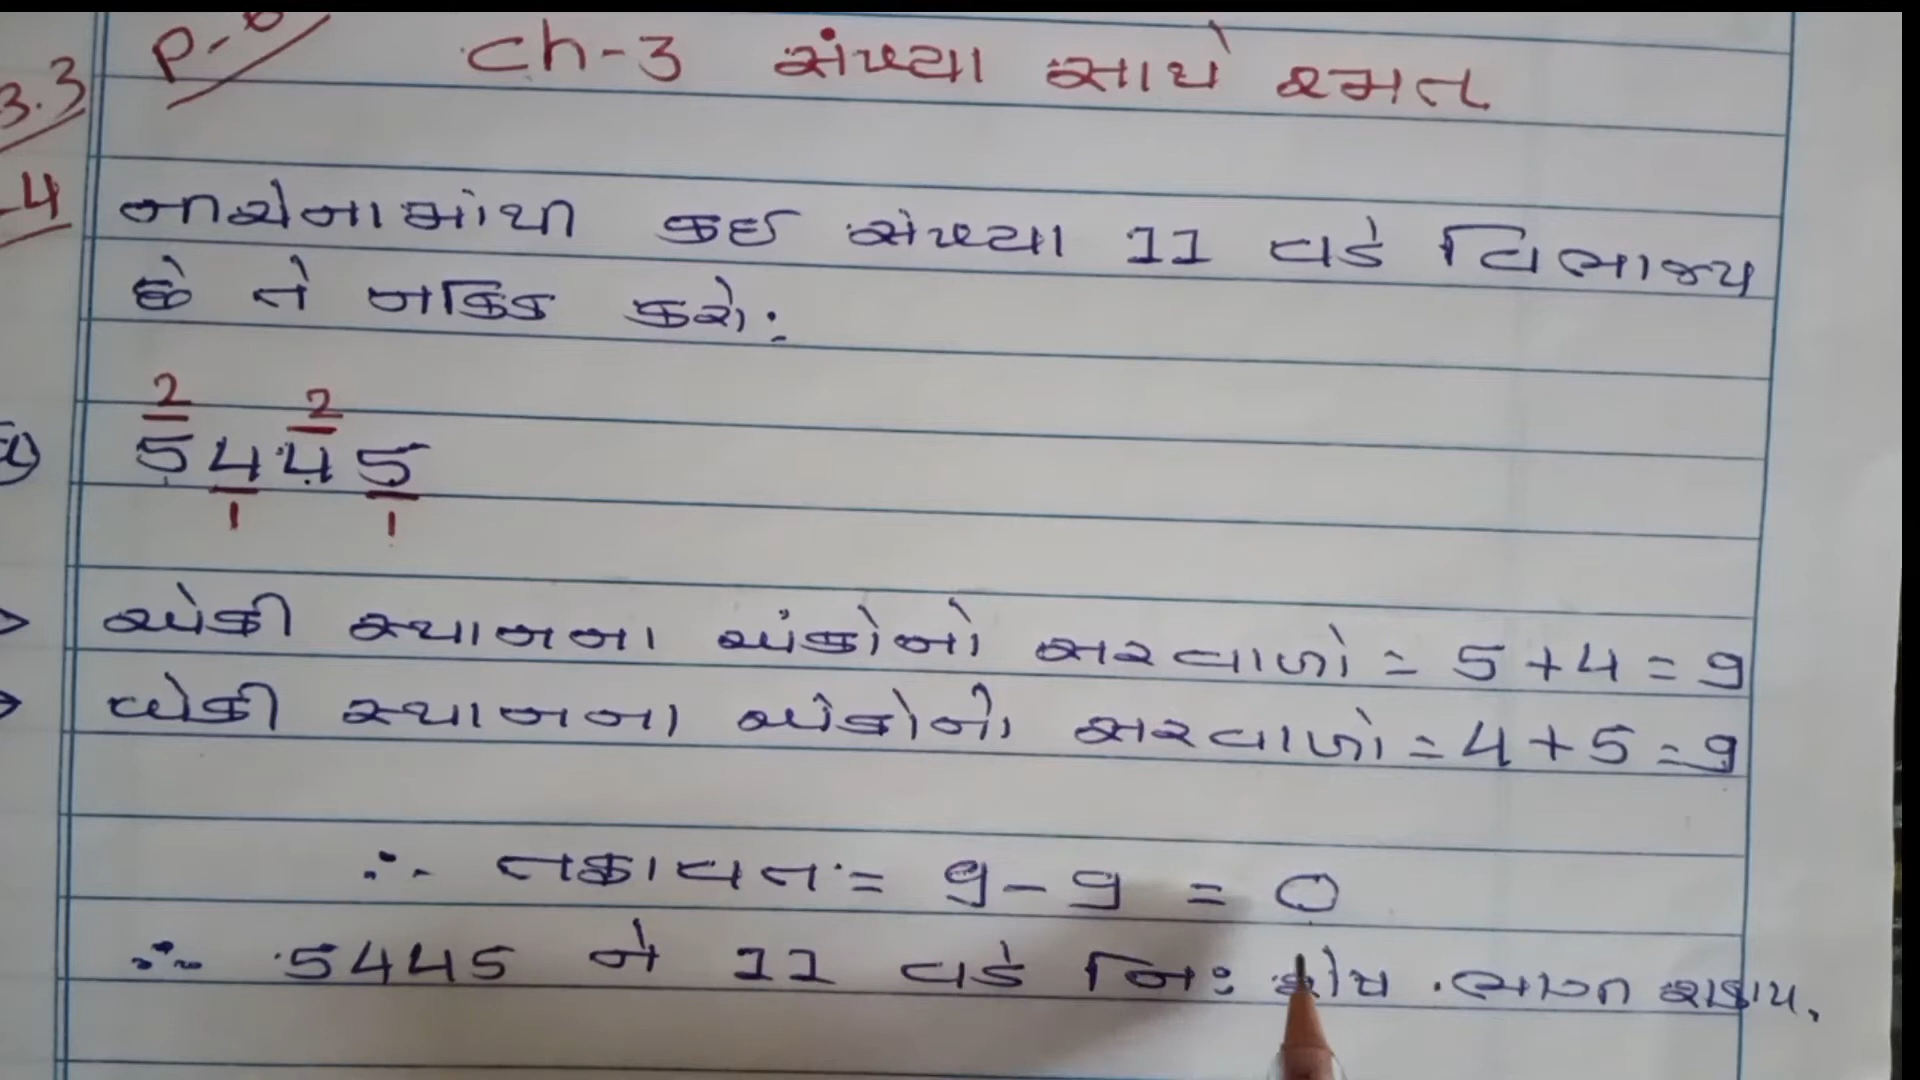 P-6 Ch-3 સંખ્યા સાથે રમત
3.3
-4 નીચેનામાંથી કઈ સંખ્યા 11 વડે વિભાજ્ય
છે તે નક્કિ કરો:
2 2
5445
1 1
એકી સ્થાનના અંકોનો સરવાળો = 5+4=9
બેકી સ્થાનના અંકોનો સરવાળો = 4+5=9
∴ તફાવત = 9-9 = 0
∴ 5445 ને 11 વડે નિઃશેષ ભાગી શકાય.